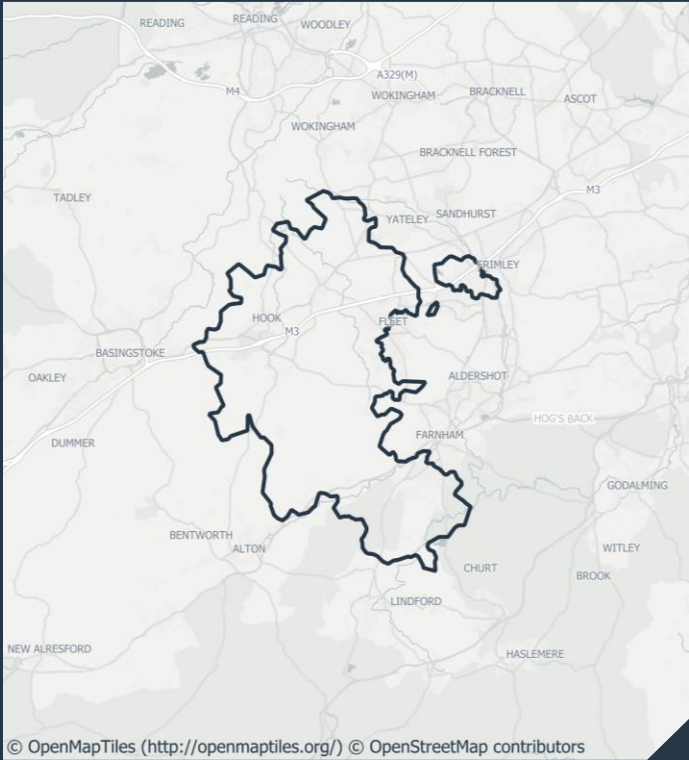 READING
READING
WOODLEY
A329(M)
M4
WOKINGHAM
BRACKNELL
ASCOT
WOKINGHAM
BRACKNELL FOREST
TADLEY
M3
YATELEY
SANDHURST
FRIMLEY
HOOK
FLEET
M3
BASINGSTOKE
OAKLEY
ALDERSHOT
HOG'S BACK
DUMMER
FARNHAM
GODALMING
BENTWORTH
ALTON
WITLEY
CHURT
BROOK
LINDFORD
NEW ALRESFORD
HASLEMERE
© OpenMapTiles (http://openmaptiles.org/) © OpenStreetMap contributors